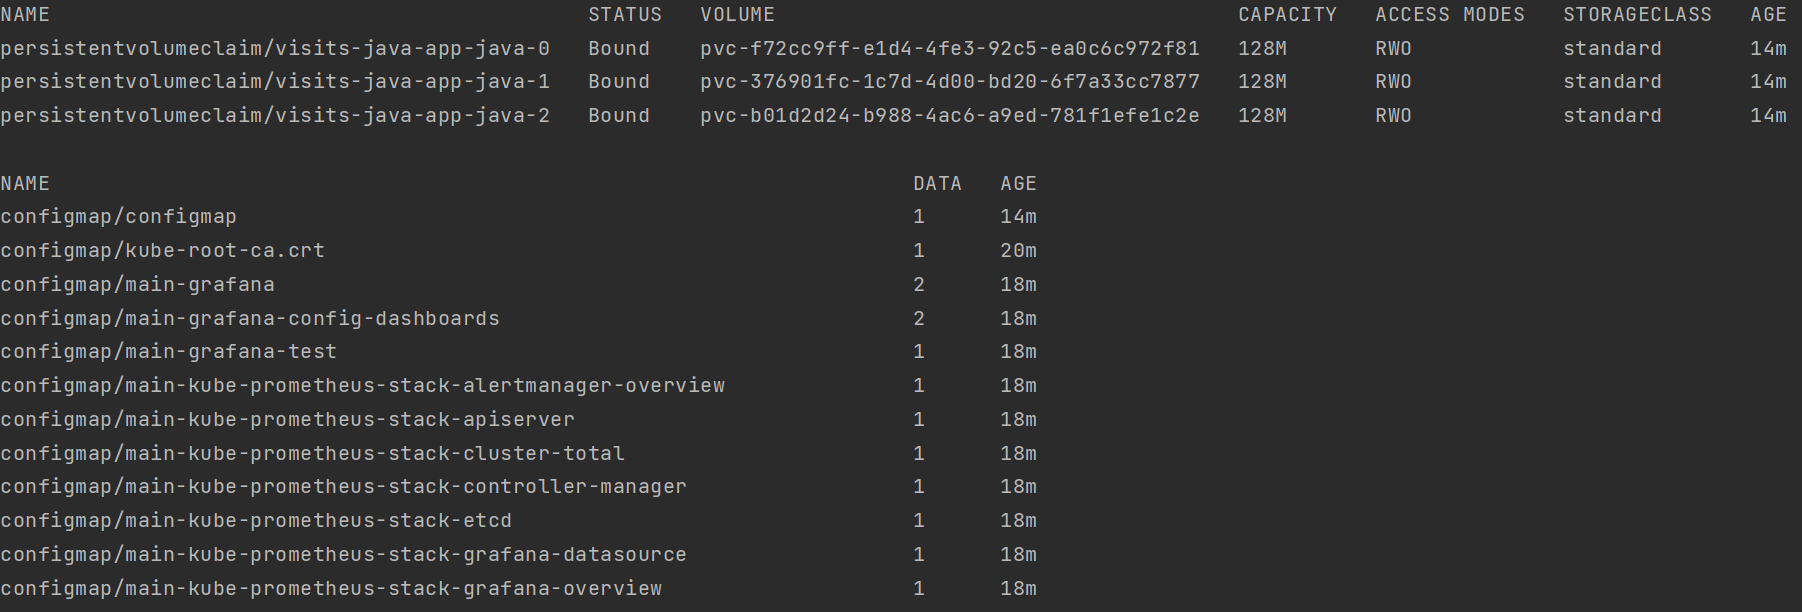 NAME STATUS VOLUME CAPACITY ACCESS MODES STORAGECLASS AGE
persistentvolumeclaim/visits-java-app-java-0 Bound pvc-f72cc9ff-e1d4-4fe3-92c5-ea0c6c972f81 128M RWO standard 14m
persistentvolumeclaim/visits-java-app-java-1 Bound pvc-376901fc-1c7d-4d00-bd20-6f7a33cc7877 128M RWO standard 14m
persistentvolumeclaim/visits-java-app-java-2 Bound pvc-b01d2d24-b988-4ac6-a9ed-781f1efe1c2e 128M RWO standard 14m
NAME DATA AGE
configmap/configmap 1 14m
configmap/kube-root-ca.crt 1 20m
configmap/main-grafana 2 18m
configmap/main-grafana-config-dashboards 2 18m
configmap/main-grafana-test 1 18m
configmap/main-kube-prometheus-stack-alertmanager-overview 1 18m
configmap/main-kube-prometheus-stack-apiserver 1 18m
configmap/main-kube-prometheus-stack-cluster-total 1 18m
configmap/main-kube-prometheus-stack-controller-manager 1 18m
configmap/main-kube-prometheus-stack-etcd 1 18m
configmap/main-kube-prometheus-stack-grafana-datasource 1 18m
configmap/main-kube-prometheus-stack-grafana-overview 1 18m